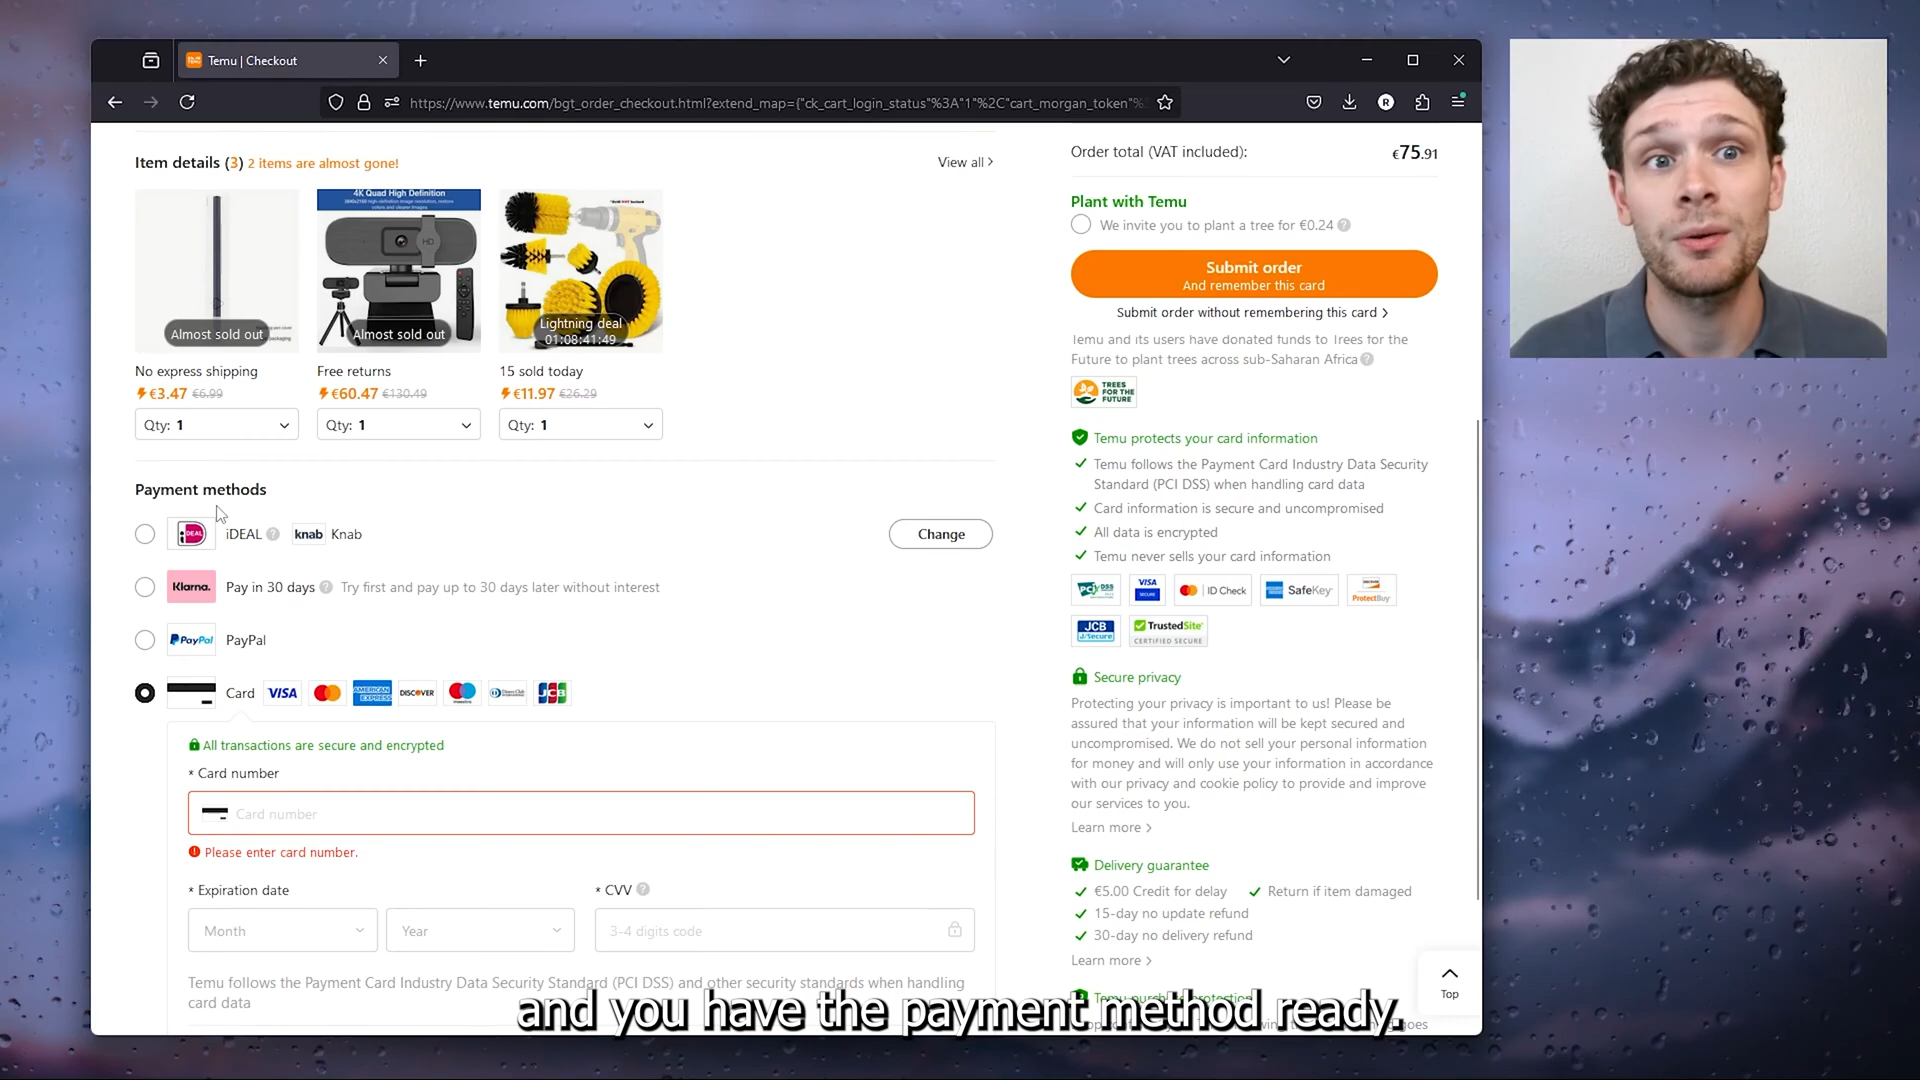 Temu | Checkout
https://www.temu.com/bgt_order_checkout.html?extend_map={"ck_cart_login_status"%3A"1"%2C"cart_morgan_token"%
R
Item details (3) 2 items are almost gone!
View all >
4K Quad High Definition
HD
Almost sold out
Almost sold out
Lightning deal
01:08:41:49
No express shipping
€3.47 €6.99
Qty: 1
Free returns
€60.47 €130.49
Qty: 1
15 sold today
€11.97 €26.29
Qty: 1
Payment methods
iDEAL iDEAL ? knab Knab
Change
Klarna. Pay in 30 days ? Try first and pay up to 30 days later without interest
PayPal PayPal
Card VISA AMERICAN EXPRESS DISCOVER maestro Diners Club JCB
All transactions are secure and encrypted
* Card number
Card number
Please enter card number.
* Expiration date
* CVV ?
Month
Year
3-4 digits code
Temu follows the Payment Card Industry Data Security Standard (PCI DSS) and other security standards when handling
card data
Order total (VAT included):
€75.91
Plant with Temu
We invite you to plant a tree for €0.24 ?
Submit order
And remember this card
Submit order without remembering this card >
Temu and its users have donated funds to Trees for the
Future to plant trees across sub-Saharan Africa ?
TREES
FOR THE
FUTURE
Temu protects your card information
Temu follows the Payment Card Industry Data Security
Standard (PCI DSS) when handling card data
Card information is secure and uncompromised
All data is encrypted
Temu never sells your card information
PCI DSS
VISA
SECURE
ID Check
SafeKey
DISCOVER
ProtectBuy
JCB
J/Secure
TrustedSite
CERTIFIED SECURE
Secure privacy
Protecting your privacy is important to us! Please be
assured that your information will be kept secured and
uncompromised. We do not sell your personal information
for money and will only use your information in accordance
with our privacy and cookie policy to provide and improve
our services to you.
Learn more >
Delivery guarantee
€5.00 Credit for delay
Return if item damaged
15-day no update refund
30-day no delivery refund
Learn more >
Top
and you have the payment method ready.